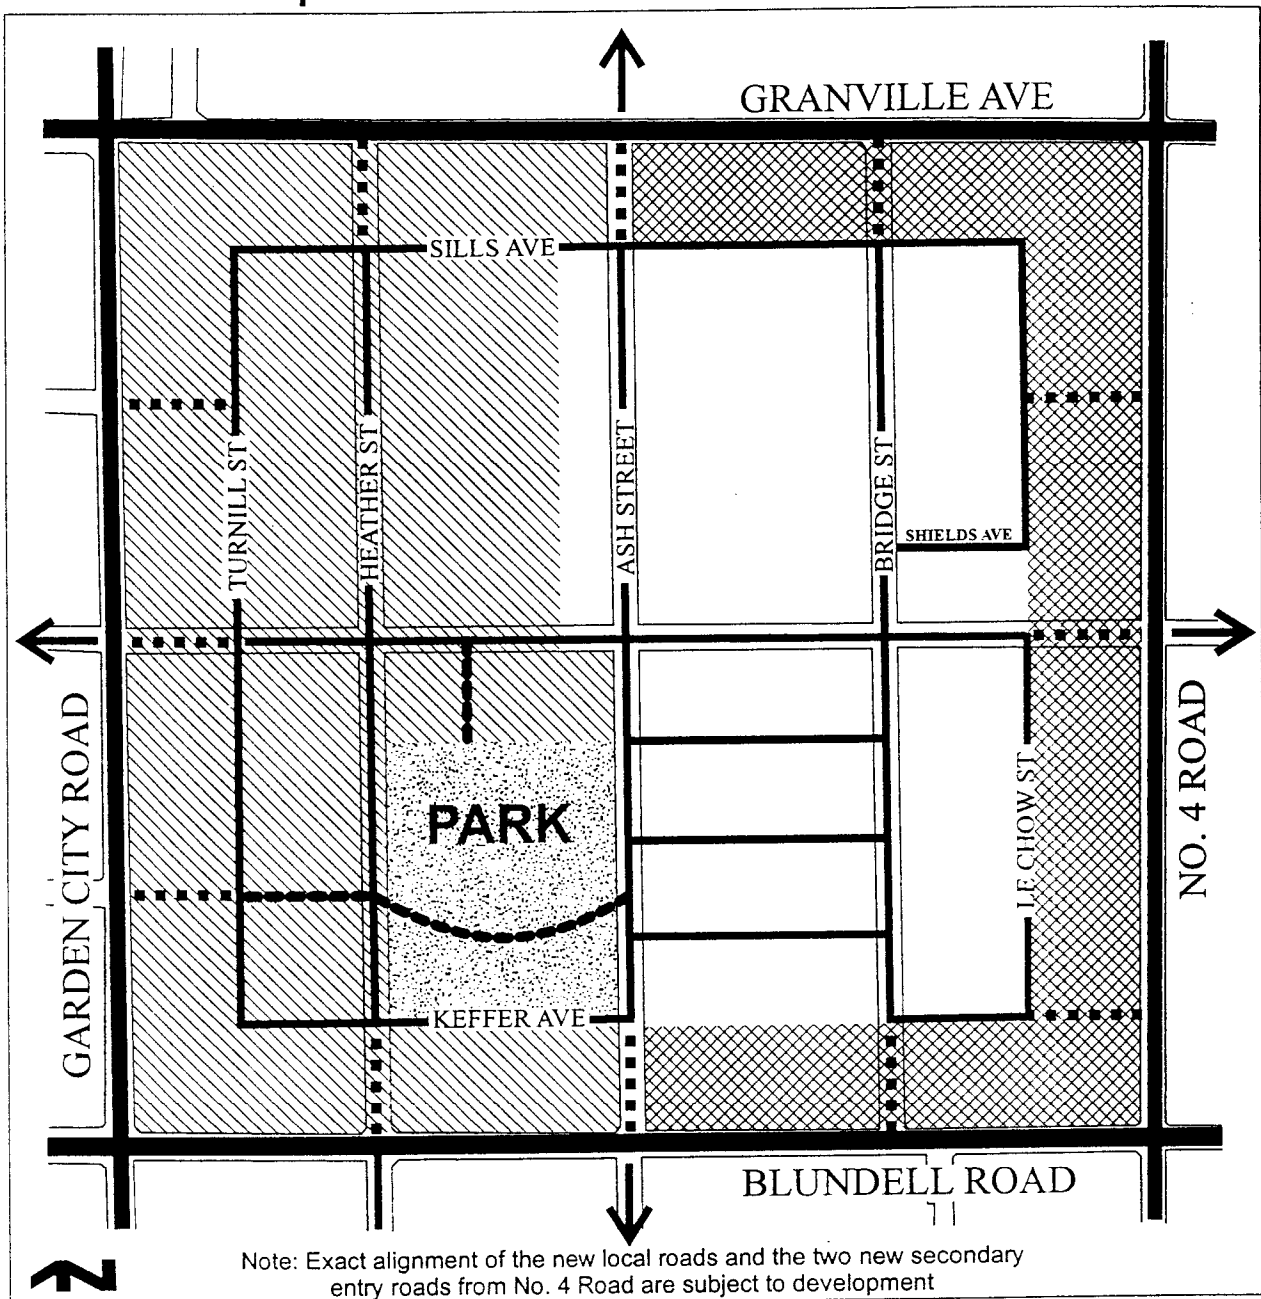 GRANVILLE AVE
SILLS AVE
TURNILL ST
HEATHER ST
ASH STREET
BRIDGE ST
SHIELDS AVE
GARDEN CITY ROAD
PARK
LE CHOW ST
NO. 4 ROAD
KEFFER AVE
BLUNDELL ROAD
N
Note: Exact alignment of the new local roads and the two new secondary
entry roads from No. 4 Road are subject to development